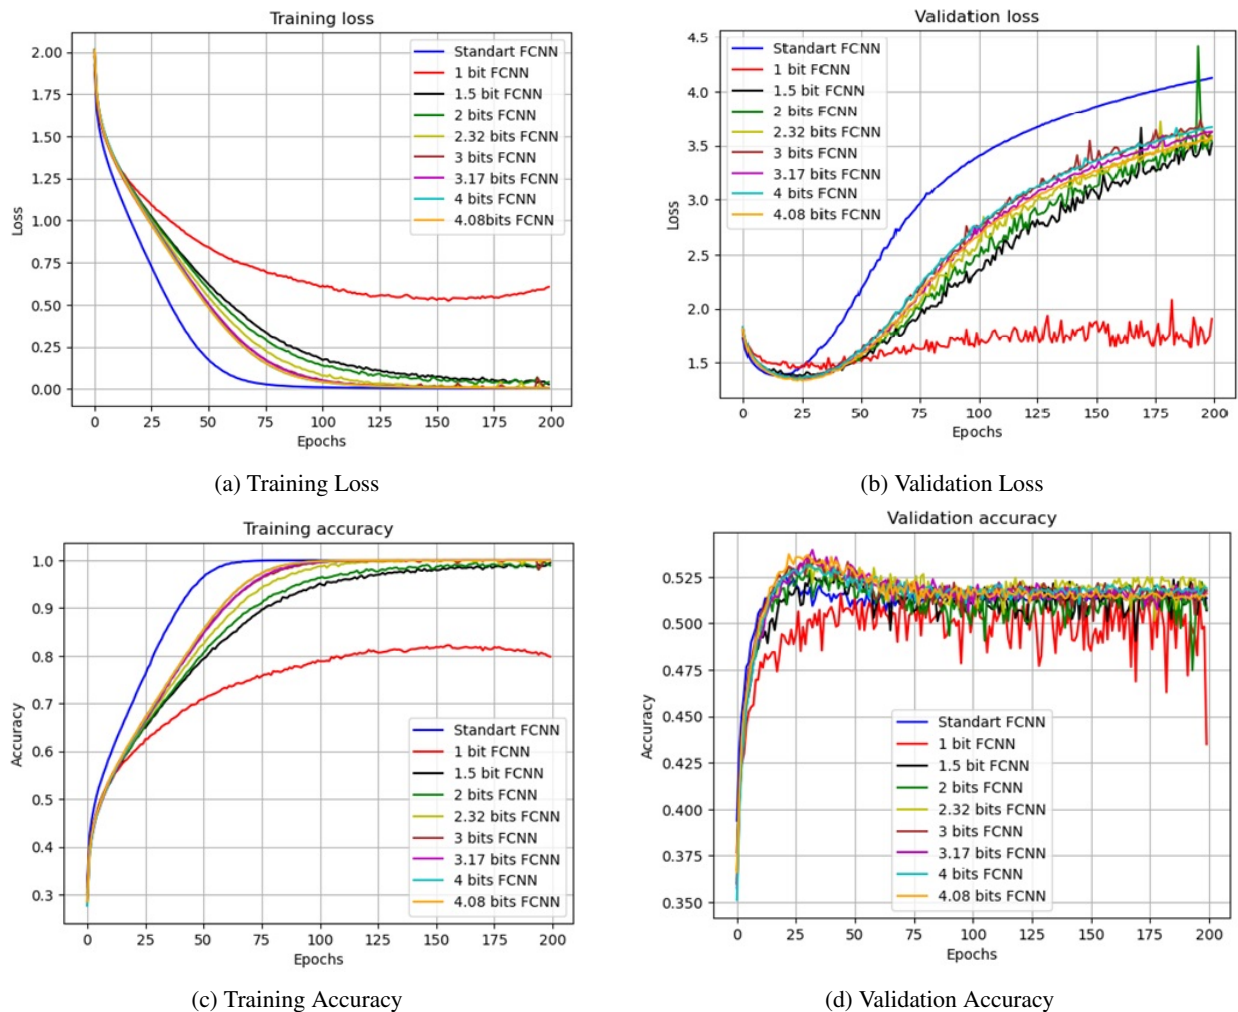 Training loss
2.00
1.75
1.50
1.25
1.00
0.75
0.50
0.25
0.00
Loss
Standart FCNN
1 bit FCNN
1.5 bit FCNN
2 bits FCNN
2.32 bits FCNN
3 bits FCNN
3.17 bits FCNN
4 bits FCNN
4.08bits FCNN
0 25 50 75 100 125 150 175 200
Epochs
(a) Training Loss
Validation loss
4.5
4.0
3.5
3.0
2.5
2.0
1.5
Loss
Standart FCNN
1 bit FCNN
1.5 bit FCNN
2 bits FCNN
2.32 bits FCNN
3 bits FCNN
3.17 bits FCNN
4 bits FCNN
4.08 bits FCNN
0 25 50 75 100 125 150 175 200
Epochs
(b) Validation Loss
Training accuracy
1.0
0.9
0.8
0.7
0.6
0.5
0.4
0.3
Accuracy
Standart FCNN
1 bit FCNN
1.5 bit FCNN
2 bits FCNN
2.32 bits FCNN
3 bits FCNN
3.17 bits FCNN
4 bits FCNN
4.08 bits FCNN
0 25 50 75 100 125 150 175 200
Epochs
(c) Training Accuracy
Validation accuracy
0.525
0.500
0.475
0.450
0.425
0.400
0.375
0.350
Accuracy
Standart FCNN
1 bit FCNN
1.5 bit FCNN
2 bits FCNN
2.32 bits FCNN
3 bits FCNN
3.17 bits FCNN
4 bits FCNN
4.08 bits FCNN
0 25 50 75 100 125 150 175 200
Epochs
(d) Validation Accuracy